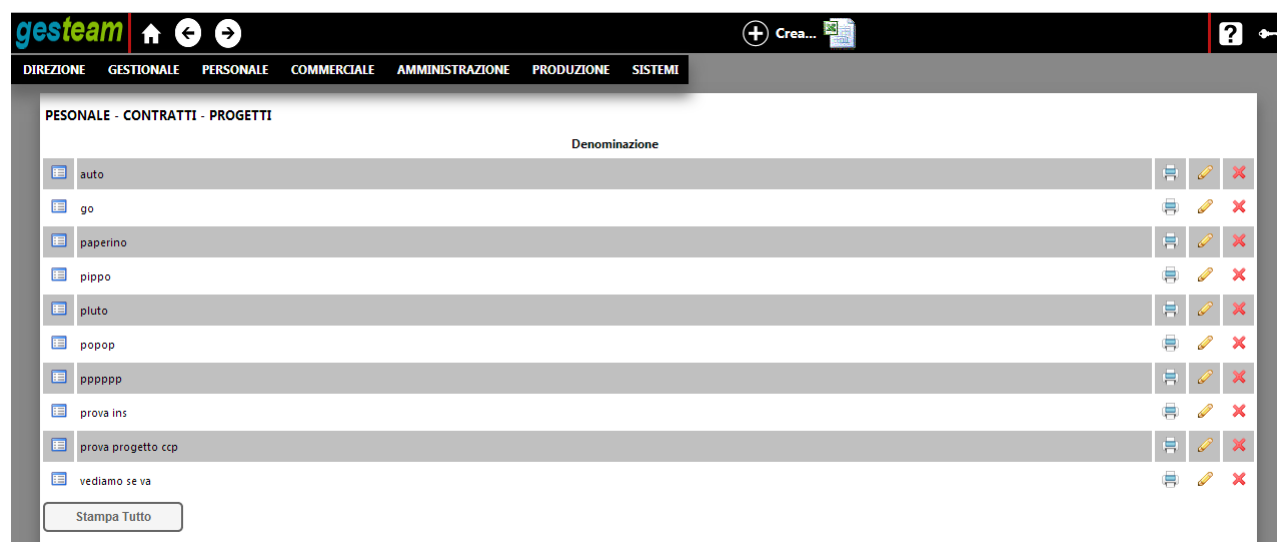 gesteam Crea... ?
DIREZIONE GESTIONALE PERSONALE COMMERCIALE AMMINISTRAZIONE PRODUZIONE SISTEMI
PESONALE - CONTRATTI - PROGETTI
Denominazione
auto
go
paperino
pippo
pluto
popop
pppppp
prova ins
prova progetto ccp
vediamo se va
Stampa Tutto